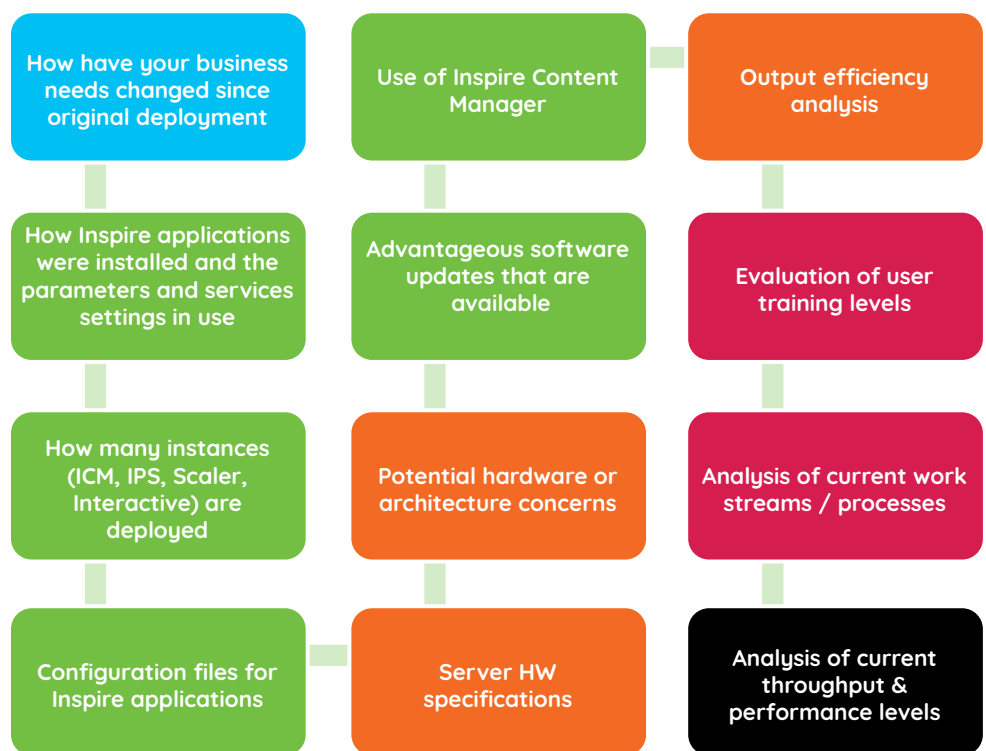 How have your business
needs changed since
original deployment
How Inspire applications
were installed and the
parameters and services
settings in use
How many instances
(ICM, IPS, Scaler,
Interactive) are
deployed
Configuration files for
Inspire applications
Server HW
specifications
Potential hardware or
architecture concerns
Advantageous software
updates that are
available
Use of Inspire Content
Manager
Output efficiency
analysis
Evaluation of user
training levels
Analysis of current work
streams / processes
Analysis of current
throughput &
performance levels